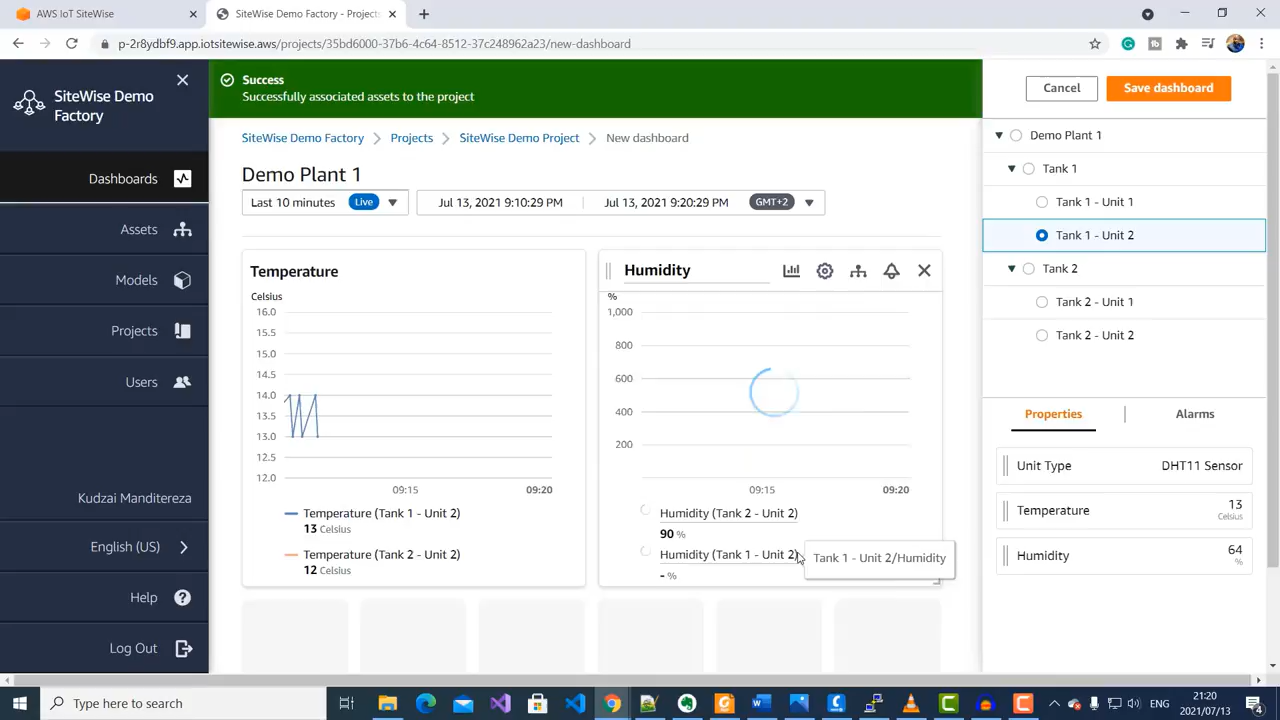 AWS IoT SiteWise
SiteWise Demo Factory - Projects
p-2r8ydbf9.app.iotsitewise.aws/projects/35bd6000-37b6-4c64-8512-37c248862a23/new-dashboard
SiteWise Demo
Factory
Dashboards
Assets
Models
Projects
Users
Kudzai Manditereza
English (US)
Help
Log Out
Success
Successfully associated assets to the project
SiteWise Demo Factory
Projects
SiteWise Demo Project
New dashboard
Demo Plant 1
Last 10 minutes Live
Jul 13, 2021 9:10:29 PM
Jul 13, 2021 9:20:29 PM GMT+2
Temperature
Celsius
16.0
15.5
15.0
14.5
14.0
13.5
13.0
12.5
12.0
09:15 09:20
Temperature (Tank 1 - Unit 2)
13 Celsius
Temperature (Tank 2 - Unit 2)
12 Celsius
Humidity
%
1,000
800
600
400
200
09:15 09:20
Humidity (Tank 2 - Unit 2)
90 %
Humidity (Tank 1 - Unit 2)
- %
Tank 1 - Unit 2/Humidity
Cancel
Save dashboard
Demo Plant 1
Tank 1
Tank 1 - Unit 1
Tank 1 - Unit 2
Tank 2
Tank 2 - Unit 1
Tank 2 - Unit 2
Properties
Alarms
Unit Type DHT11 Sensor
Temperature 13
Celsius
Humidity 64
%
Type here to search
ENG
21:20
2021/07/13
4